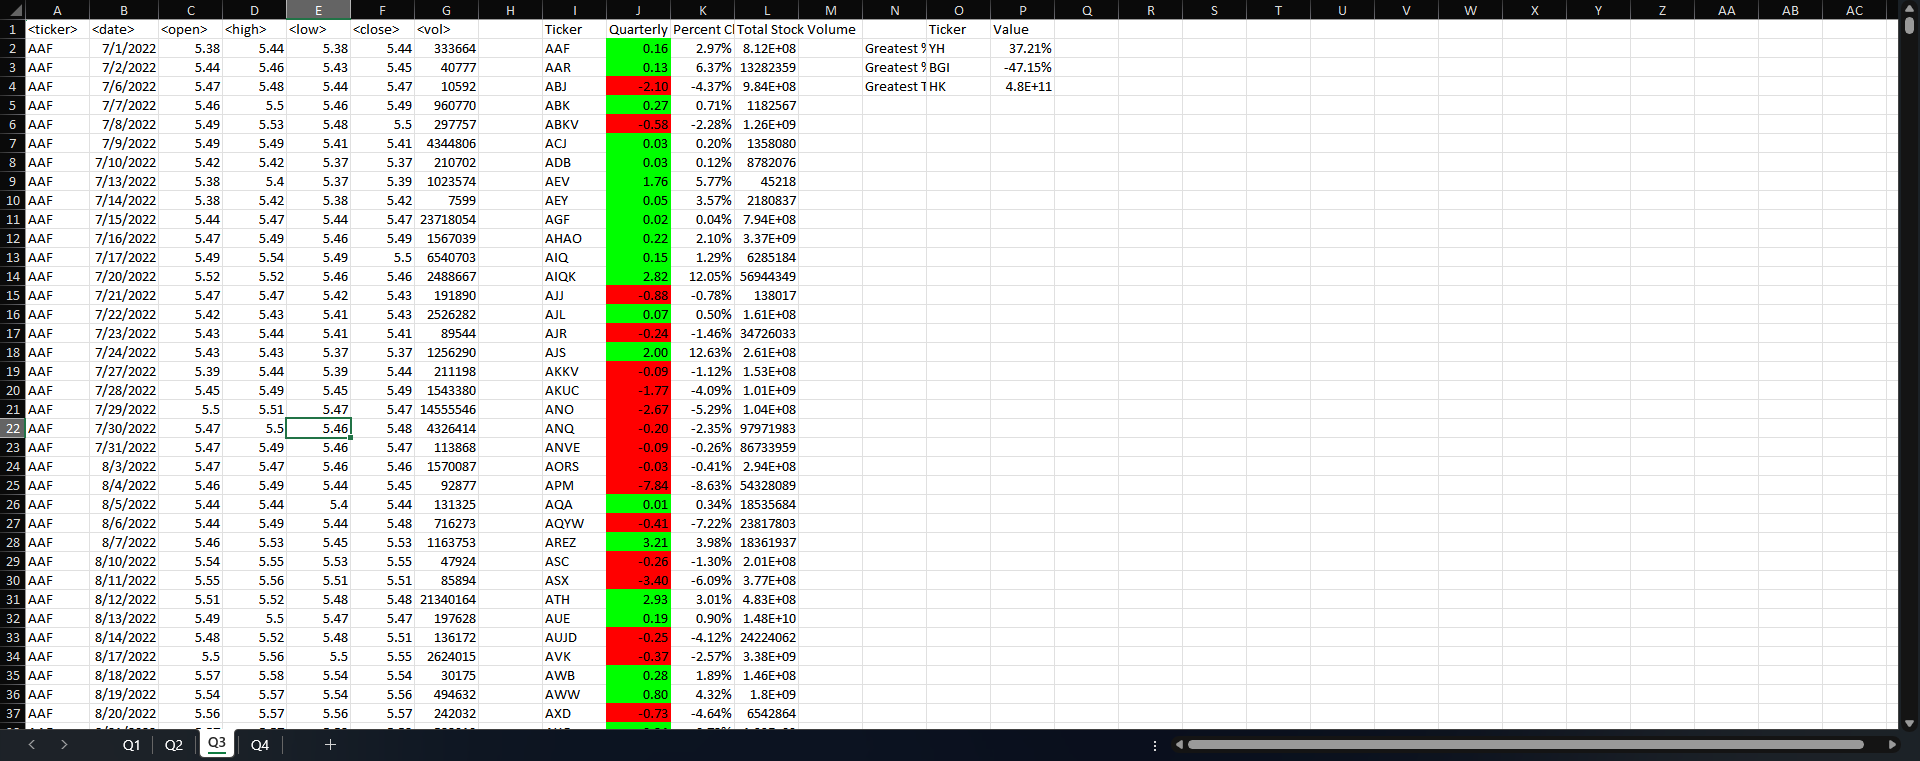 A B C D E F G H I J K L M N O P Q R S T U V W X Y Z AA AB AC
1 <ticker> <date> <open> <high> <low> <close> <vol> Ticker Quarterly Percent C Total Stock Volume Ticker Value
2 AAF 7/1/2022 5.38 5.44 5.38 5.44 333664 AAF 0.16 2.97% 8.12E+08 Greatest % YH 37.21%
3 AAF 7/2/2022 5.44 5.46 5.43 5.45 40777 AAR 0.13 6.37% 13282359 Greatest % BGI -47.15%
4 AAF 7/6/2022 5.47 5.48 5.44 5.47 10592 ABJ -2.10 -4.37% 9.84E+08 Greatest T HK 4.8E+11
5 AAF 7/7/2022 5.46 5.5 5.46 5.49 960770 ABK 0.27 0.71% 1182567
6 AAF 7/8/2022 5.49 5.53 5.48 5.5 297757 ABKV -0.58 -2.28% 1.26E+09
7 AAF 7/9/2022 5.49 5.49 5.41 5.41 4344806 ACJ 0.03 0.20% 1358080
8 AAF 7/10/2022 5.42 5.42 5.37 5.37 210702 ADB 0.03 0.12% 8782076
9 AAF 7/13/2022 5.38 5.4 5.37 5.39 1023574 AEV 1.76 5.77% 45218
10 AAF 7/14/2022 5.38 5.42 5.38 5.42 7599 AEY 0.05 3.57% 2180837
11 AAF 7/15/2022 5.44 5.47 5.44 5.47 23718054 AGF 0.02 0.04% 7.94E+08
12 AAF 7/16/2022 5.47 5.49 5.46 5.49 1567039 AHAO 0.22 2.10% 3.37E+09
13 AAF 7/17/2022 5.49 5.54 5.49 5.5 6540703 AIQ 0.15 1.29% 6285184
14 AAF 7/20/2022 5.52 5.52 5.46 5.46 2488667 AIQK 2.82 12.05% 56944349
15 AAF 7/21/2022 5.47 5.47 5.42 5.43 191890 AJJ -0.88 -0.78% 138017
16 AAF 7/22/2022 5.42 5.43 5.41 5.43 2526282 AJL 0.07 0.50% 1.61E+08
17 AAF 7/23/2022 5.43 5.44 5.41 5.41 89544 AJR -0.24 -1.46% 34726033
18 AAF 7/24/2022 5.43 5.43 5.37 5.37 1256290 AJS 2.00 12.63% 2.61E+08
19 AAF 7/27/2022 5.39 5.44 5.39 5.44 211198 AKKV -0.09 -1.12% 1.53E+08
20 AAF 7/28/2022 5.45 5.49 5.45 5.49 1543380 AKUC -1.77 -4.09% 1.01E+09
21 AAF 7/29/2022 5.5 5.51 5.47 5.47 14555546 ANO -2.67 -5.29% 1.04E+08
22 AAF 7/30/2022 5.47 5.5 5.46 5.48 4326414 ANQ -0.20 -2.35% 97971983
23 AAF 7/31/2022 5.47 5.49 5.46 5.47 113868 ANVE -0.09 -0.26% 86733959
24 AAF 8/3/2022 5.47 5.47 5.46 5.46 1570087 AORS -0.03 -0.41% 2.94E+08
25 AAF 8/4/2022 5.46 5.49 5.44 5.45 92877 APM -7.84 -8.63% 54328089
26 AAF 8/5/2022 5.44 5.44 5.4 5.44 131325 AQA 0.01 0.34% 18535684
27 AAF 8/6/2022 5.44 5.49 5.44 5.48 716273 AQYW -0.41 -7.22% 23817803
28 AAF 8/7/2022 5.46 5.53 5.45 5.53 1163753 AREZ 3.21 3.98% 18361937
29 AAF 8/10/2022 5.54 5.55 5.53 5.55 47924 ASC -0.26 -1.30% 2.01E+08
30 AAF 8/11/2022 5.55 5.56 5.51 5.51 85894 ASX -3.40 -6.09% 3.77E+08
31 AAF 8/12/2022 5.51 5.52 5.48 5.48 21340164 ATH 2.93 3.01% 4.83E+08
32 AAF 8/13/2022 5.49 5.5 5.47 5.47 197628 AUE 0.19 0.90% 1.48E+10
33 AAF 8/14/2022 5.48 5.52 5.48 5.51 136172 AUJD -0.25 -4.12% 24224062
34 AAF 8/17/2022 5.5 5.56 5.5 5.55 2624015 AVK -0.37 -2.57% 3.38E+09
35 AAF 8/18/2022 5.57 5.58 5.54 5.54 30175 AWB 0.28 1.89% 1.46E+08
36 AAF 8/19/2022 5.54 5.57 5.54 5.56 494632 AWW 0.80 4.32% 1.8E+09
37 AAF 8/20/2022 5.56 5.57 5.56 5.57 242032 AXD -0.73 -4.64% 6542864
Q1 Q2 Q3 Q4 +